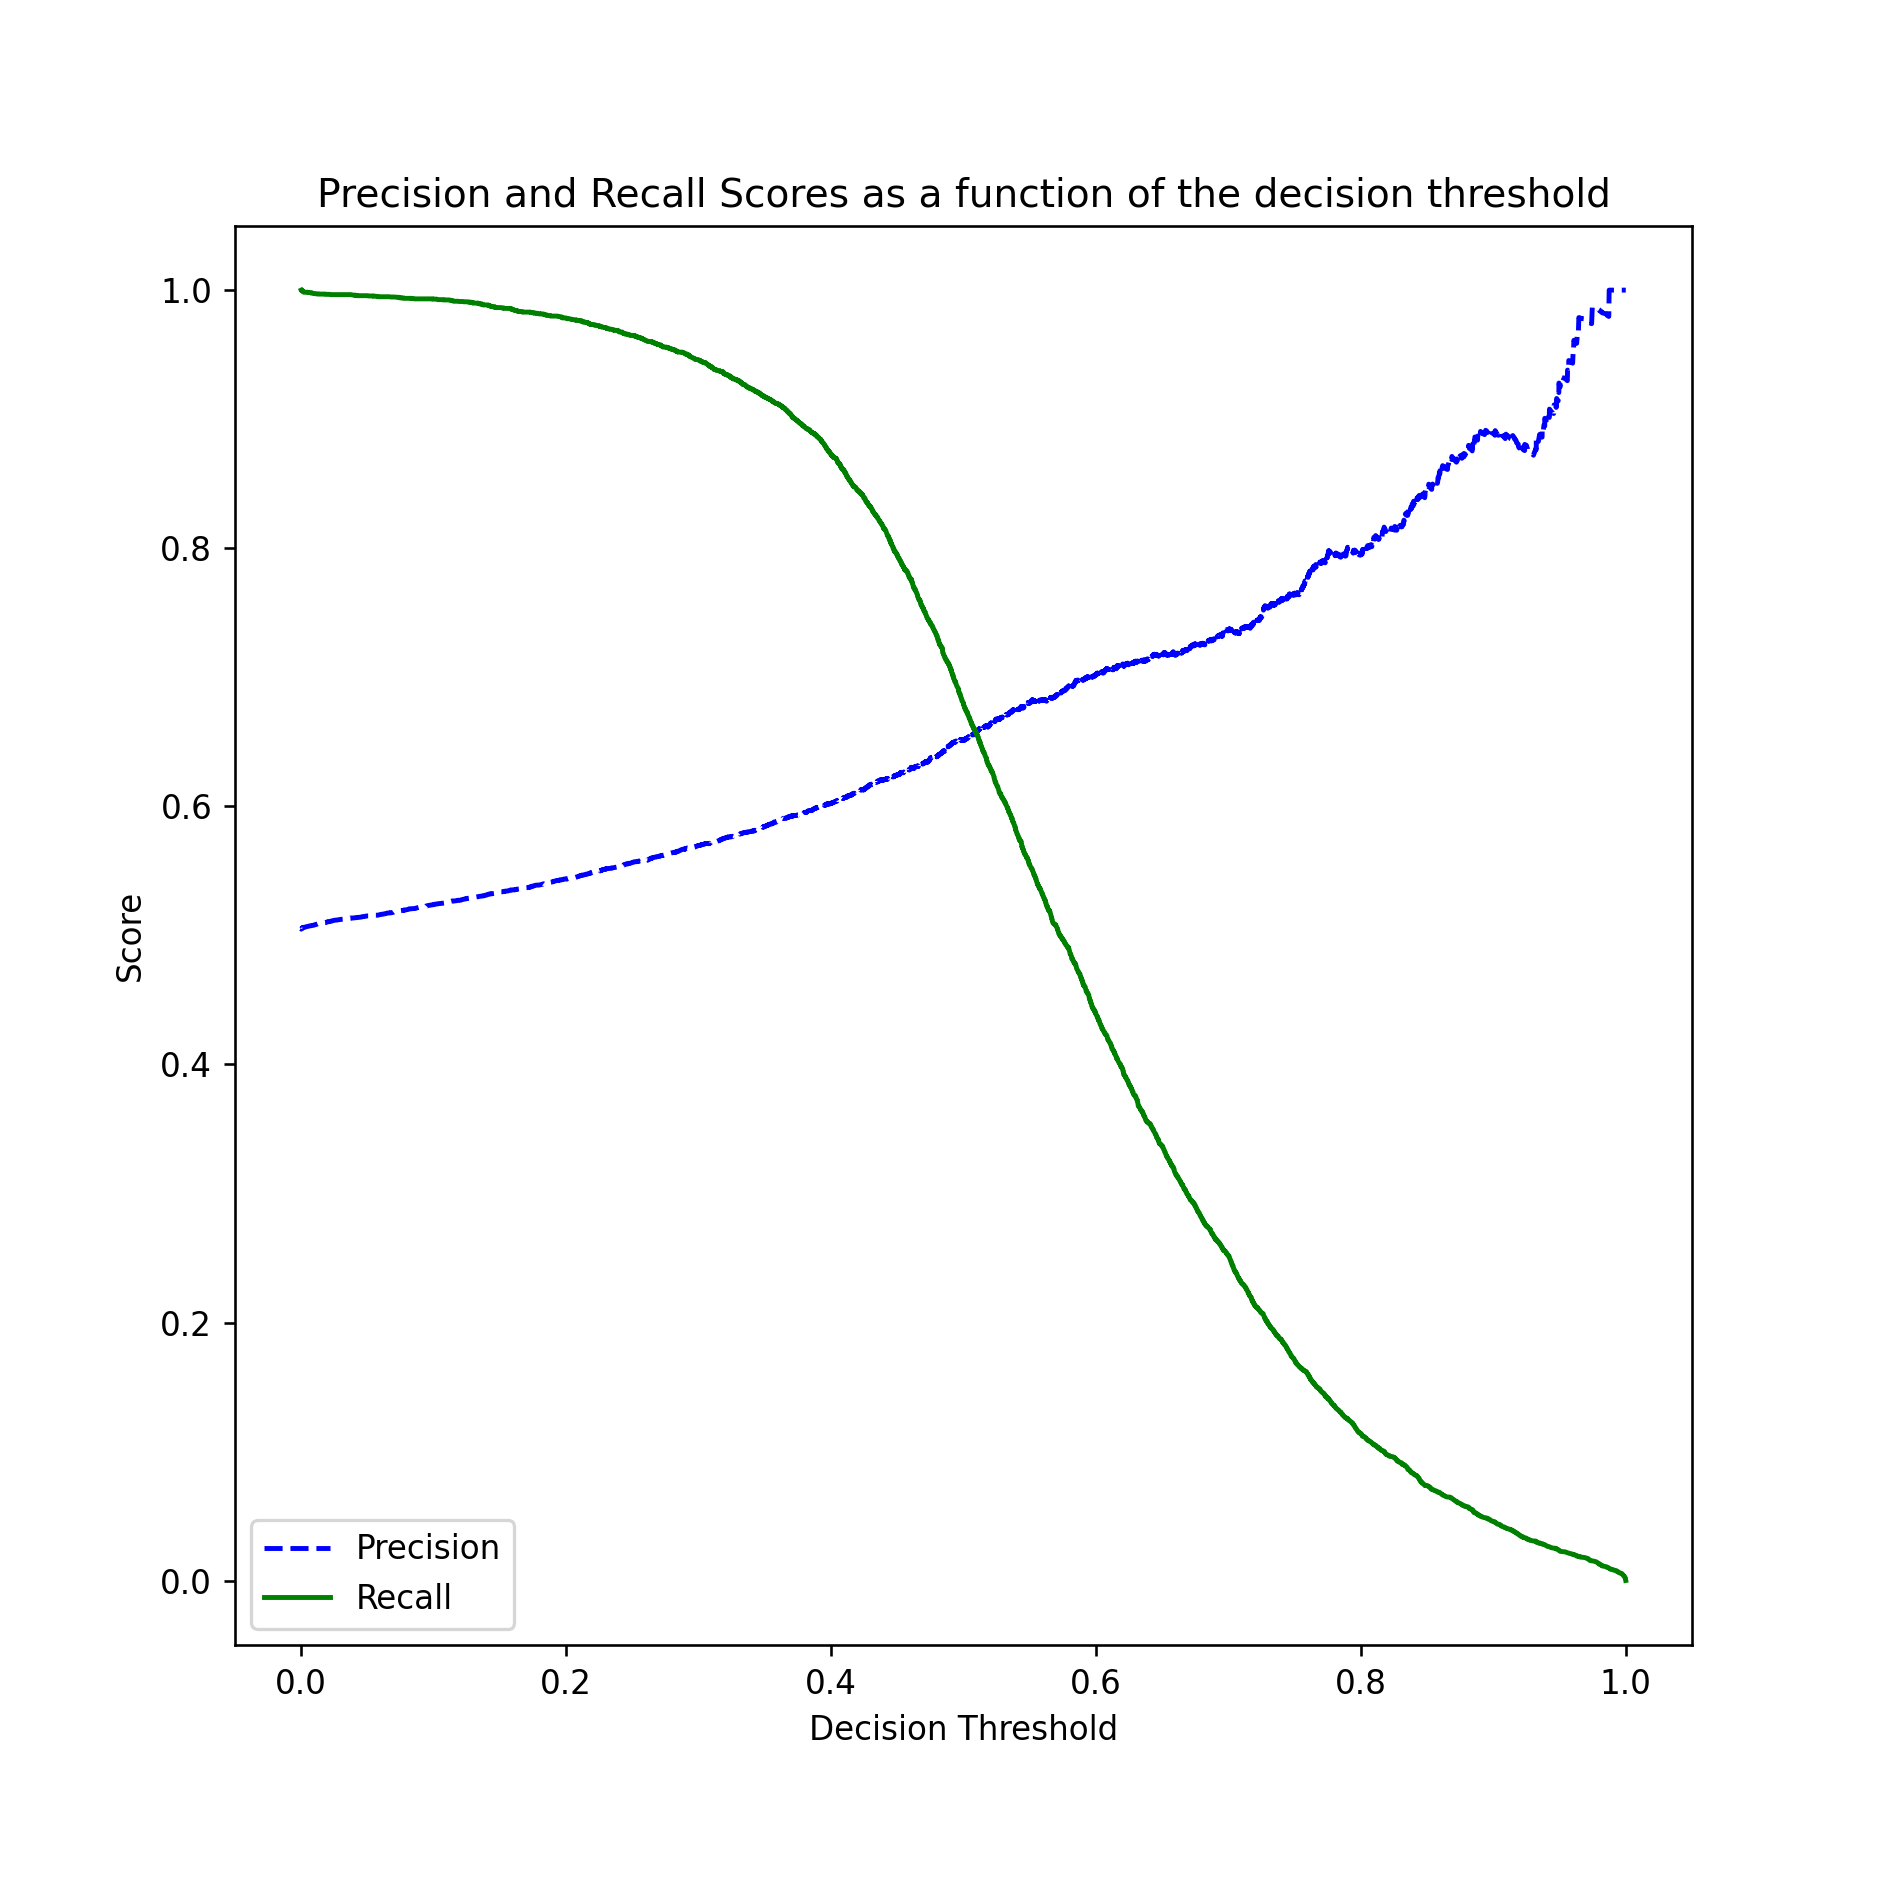 Precision and Recall Scores as a function of the decision threshold
1.0
0.8
0.6
0.4
0.2
0.0
Score
Precision
Recall
0.0 0.2 0.4 0.6 0.8 1.0
Decision Threshold